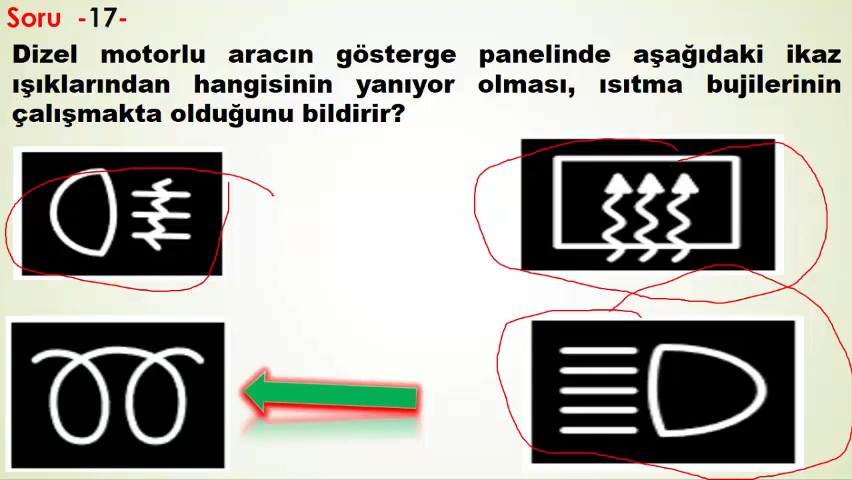 Soru -17-
Dizel motorlu aracın gösterge panelinde aşağıdaki ikaz
ışıklarından hangisinin yanıyor olması, ısıtma bujilerinin
çalışmakta olduğunu bildirir?